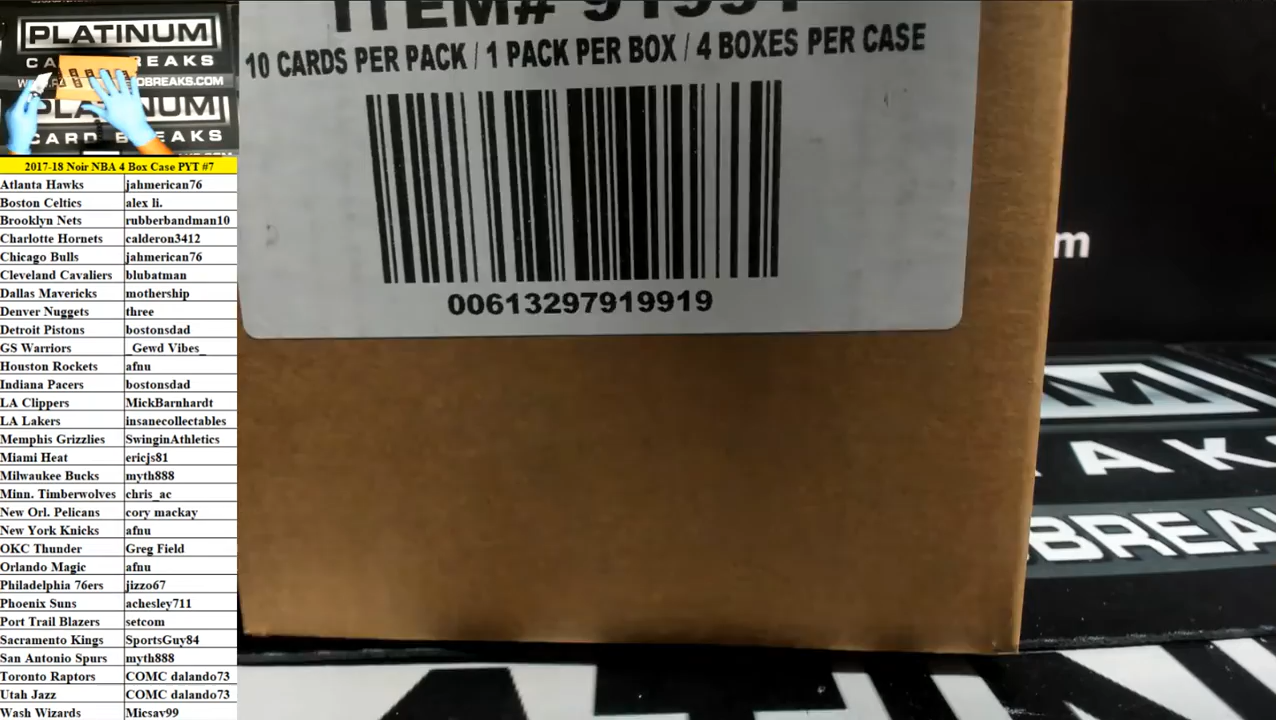 PLATINUM
CARD BREAKS
PLATINUM
CARD BREAKS
2017-18 Noir NBA 4 Box Case PYT #7
Atlanta Hawks jahmerican76
Boston Celtics alex li.
Brooklyn Nets rubberbandman10
Charlotte Hornets calderon3412
Chicago Bulls jahmerican76
Cleveland Cavaliers blubatman
Dallas Mavericks mothership
Denver Nuggets three
Detroit Pistons bostonsdad
GS Warriors _Gewd Vibes_
Houston Rockets afnu
Indiana Pacers bostonsdad
LA Clippers MickBarnhardt
LA Lakers insanecollectables
Memphis Grizzlies SwinginAthletics
Miami Heat ericjs81
Milwaukee Bucks myth888
Minn. Timberwolves chris_ac
New Orl. Pelicans cory mackay
New York Knicks afnu
OKC Thunder Greg Field
Orlando Magic afnu
Philadelphia 76ers jizzo67
Phoenix Suns achesley711
Port Trail Blazers setcom
Sacramento Kings SportsGuy84
San Antonio Spurs myth888
Toronto Raptors COMC dalando73
Utah Jazz COMC dalando73
Wash Wizards Micsav99
ITEM#
10 CARDS PER PACK / 1 PACK PER BOX / 4 BOXES PER CASE
00613297919919
m
M
AK
BREA